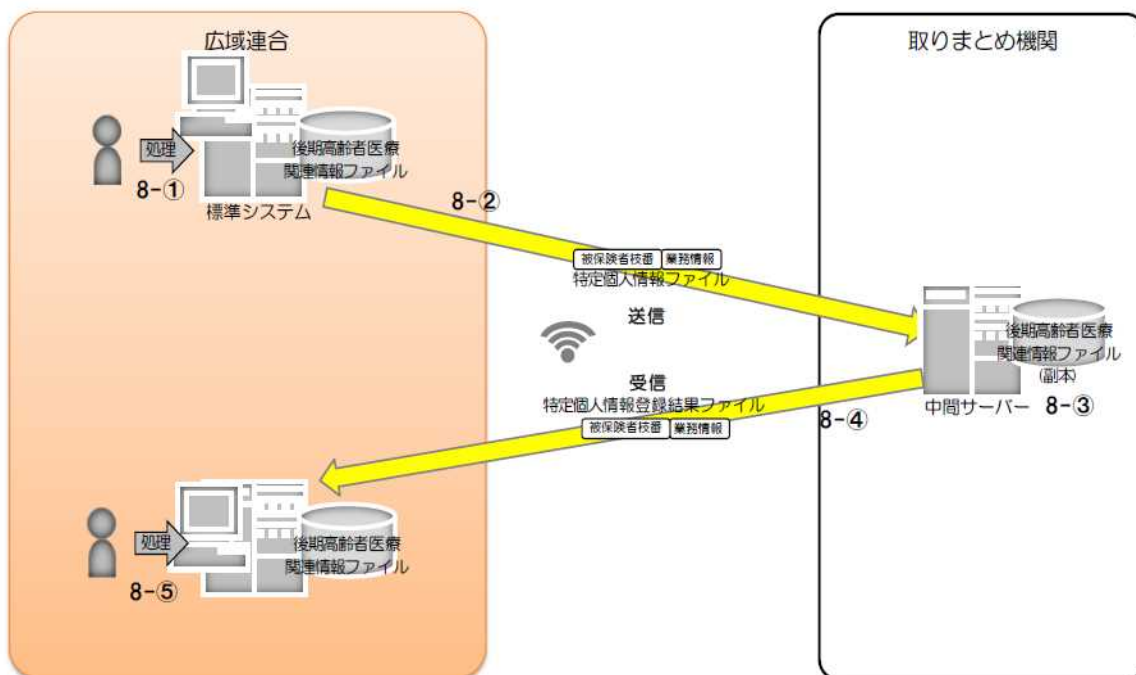 広域連合
取りまとめ機関
処理
8-①
後期高齢者医療
関連情報ファイル
標準システム
8-②
被保険者枝番 業務情報
特定個人情報ファイル
送信
後期高齢者医療
関連情報ファイル
(副本)
中間サーバー 8-③
受信
特定個人情報登録結果ファイル
被保険者枝番 業務情報
8-④
処理
8-⑤
後期高齢者医療
関連情報ファイル